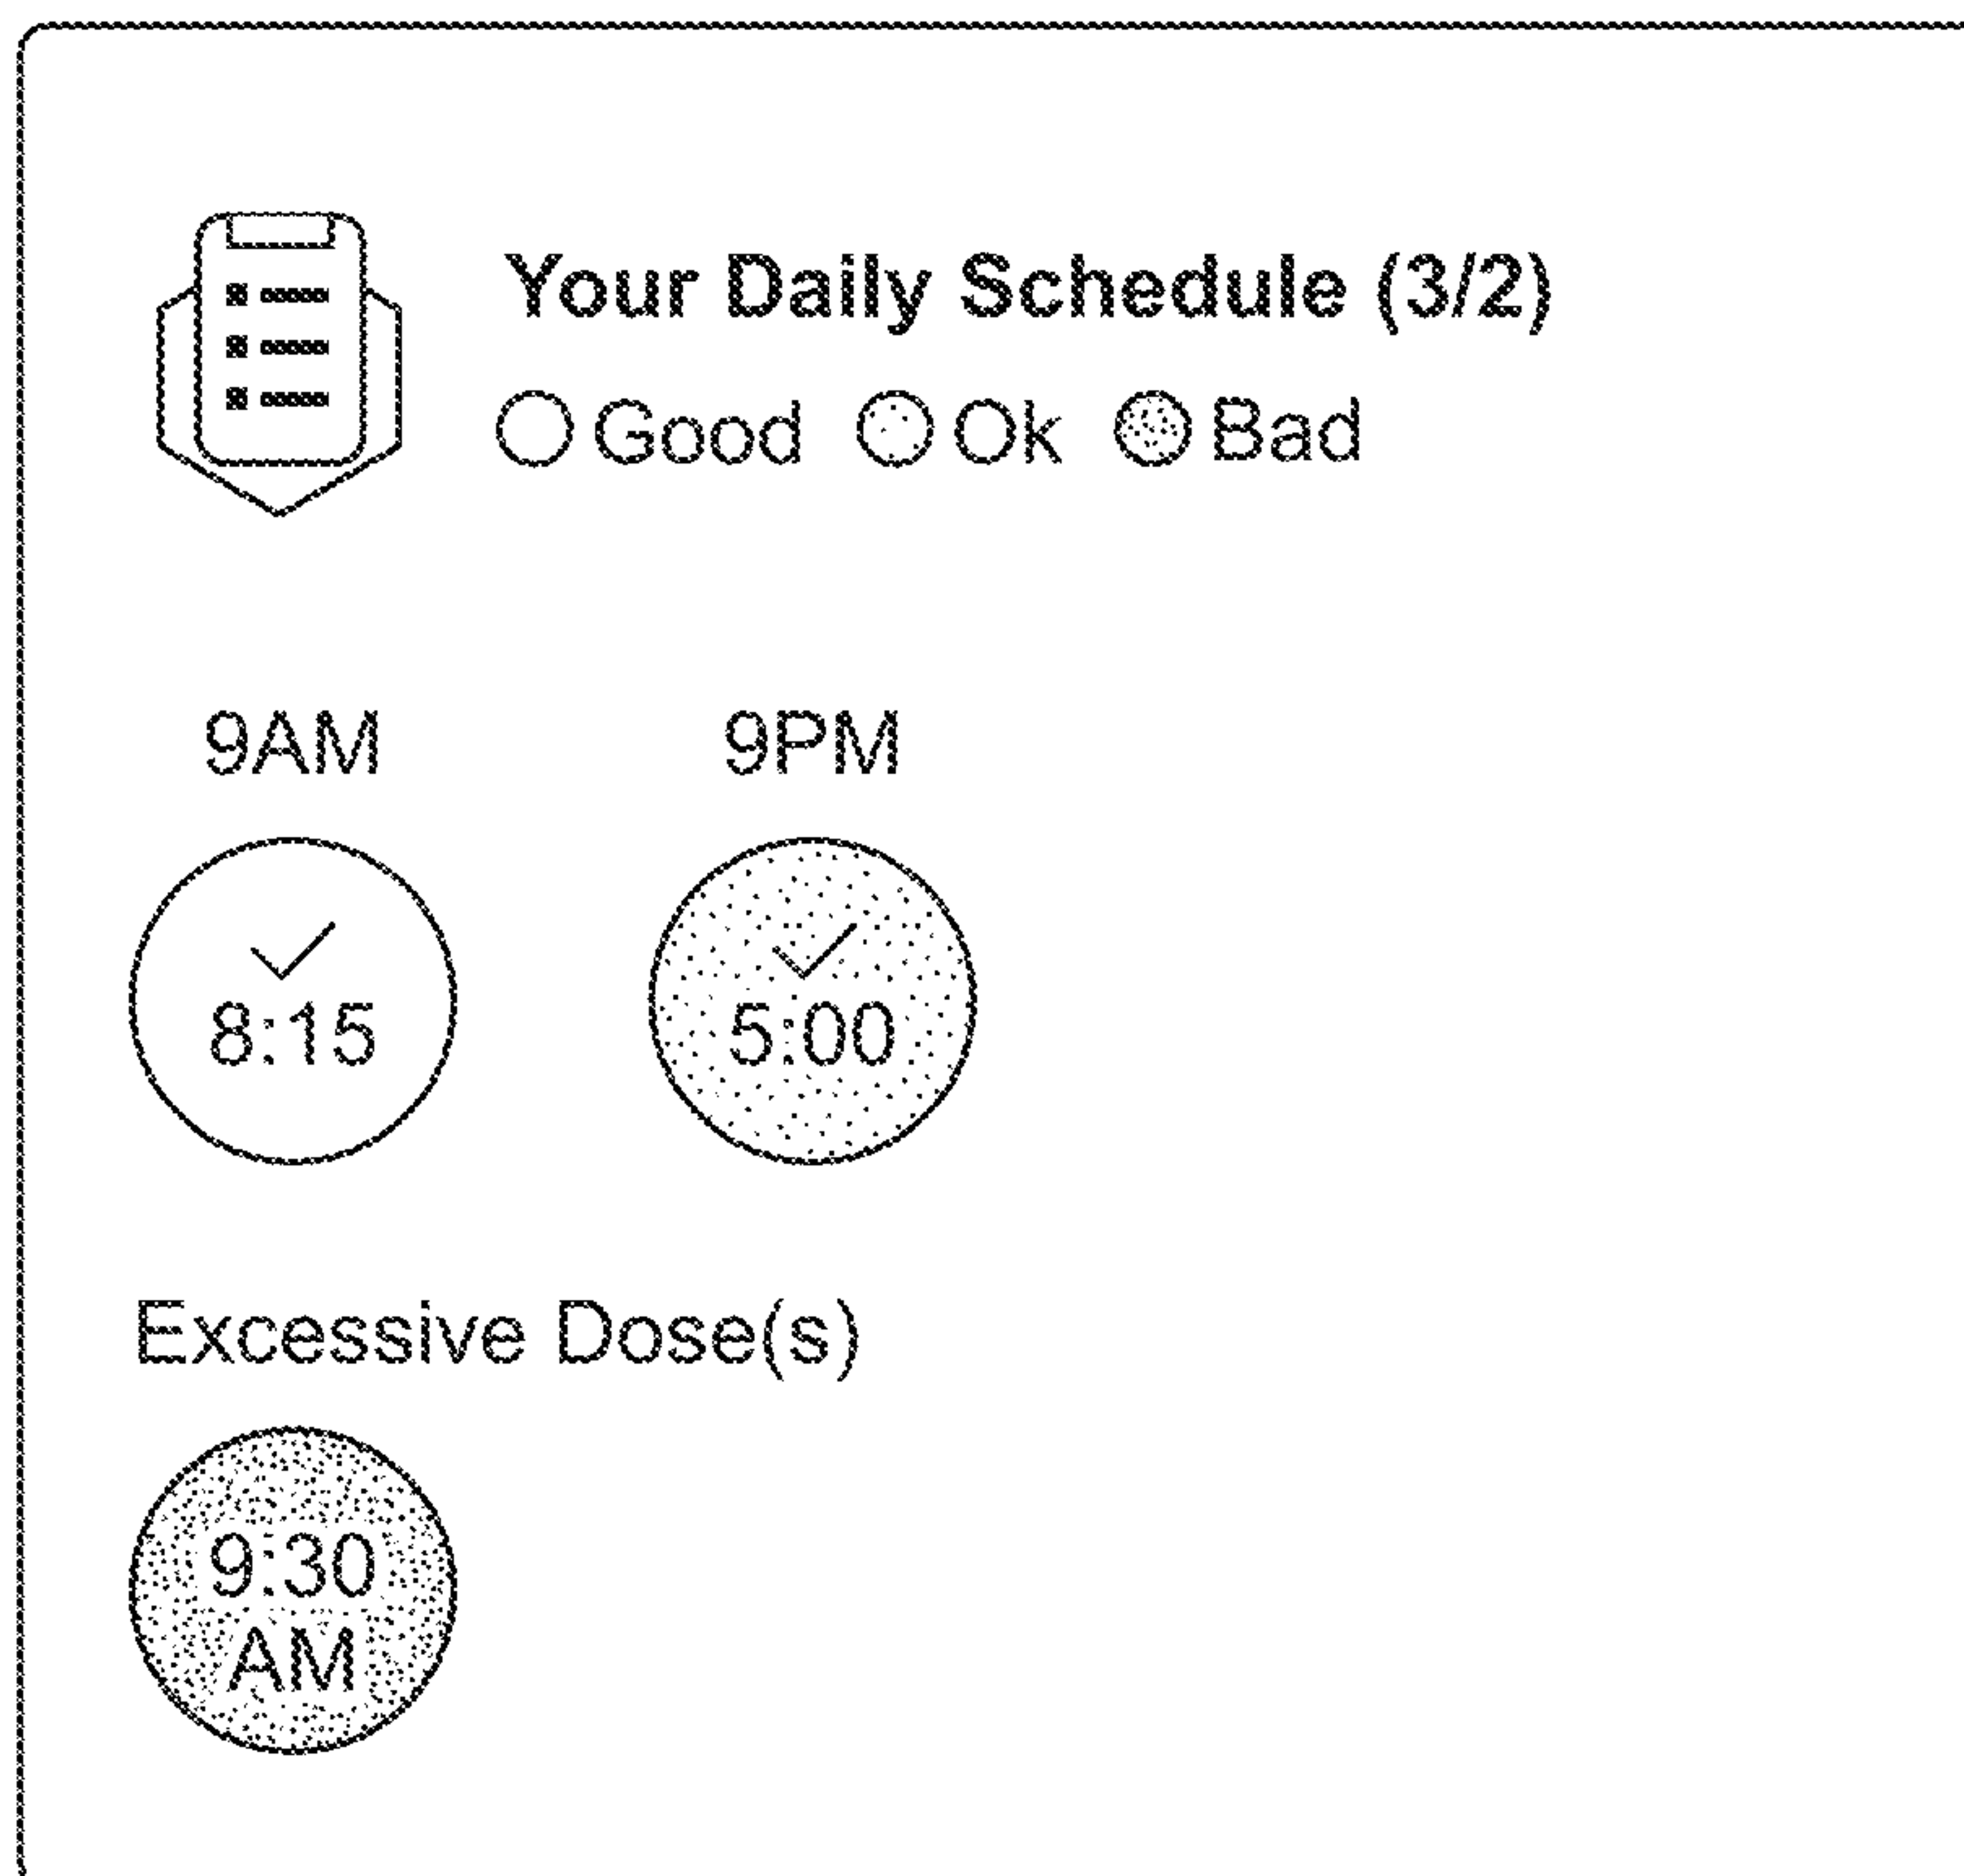 Your Daily Schedule (3/2)
Good Ok Bad
9AM 9PM
8:15 5:00
Excessive Dose(s)
9:30
AM